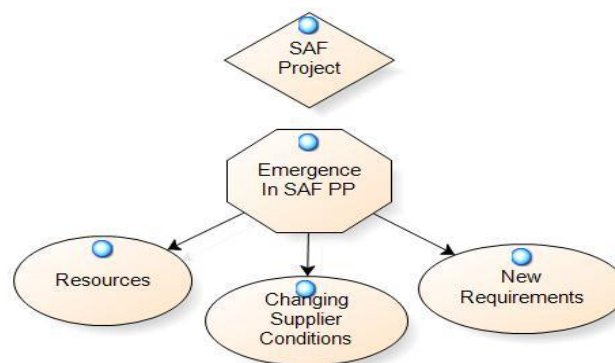 SAF
Project
Emergence
In SAF PP
Resources
Changing
Supplier
Conditions
New
Requirements